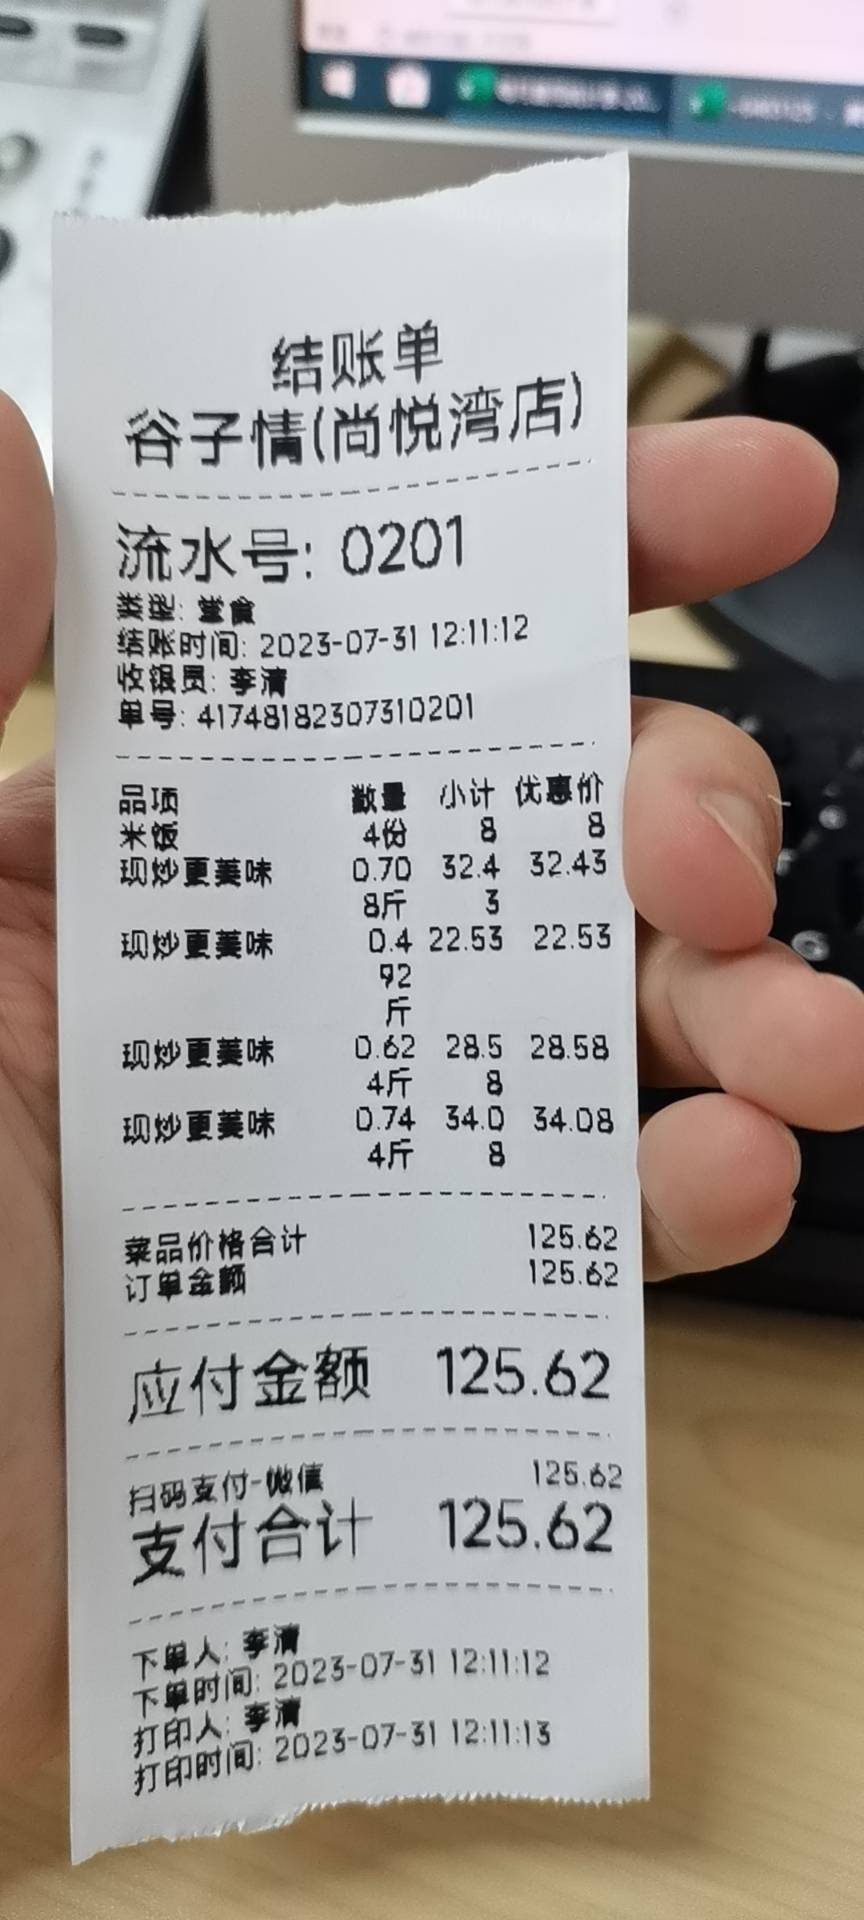 结账单
谷子情(尚悦湾店)
流水号: 0201
类型: 堂食
结账时间: 2023-07-31 12:11:12
收银员: 李清
单号: 41748182307310201
品项 数量 小计 优惠价
米饭 4份 8 8
现炒更美味 0.70 32.4 32.43
8斤 3
现炒更美味 0.4 22.53 22.53
92
斤
现炒更美味 0.62 28.5 28.58
4斤 8
现炒更美味 0.74 34.0 34.08
4斤 8
菜品价格合计 125.62
订单金额 125.62
应付金额 125.62
扫码支付-微信 125.62
支付合计 125.62
下单人: 李清
下单时间: 2023-07-31 12:11:12
打印人: 李清
打印时间: 2023-07-31 12:11:13